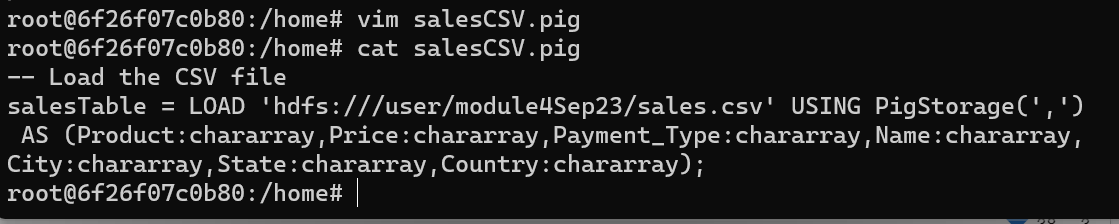 root@6f26f07c0b80:/home# vim salesCSV.pig
root@6f26f07c0b80:/home# cat salesCSV.pig
-- Load the CSV file
salesTable = LOAD 'hdfs:///user/module4Sep23/sales.csv' USING PigStorage(',')
 AS (Product:chararray,Price:chararray,Payment_Type:chararray,Name:chararray,
City:chararray,State:chararray,Country:chararray);
root@6f26f07c0b80:/home#